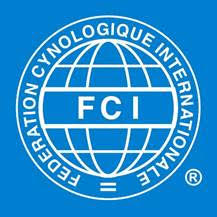 FEDERATION CYNOLOGIQUE INTERNATIONALE
FCI
=
®